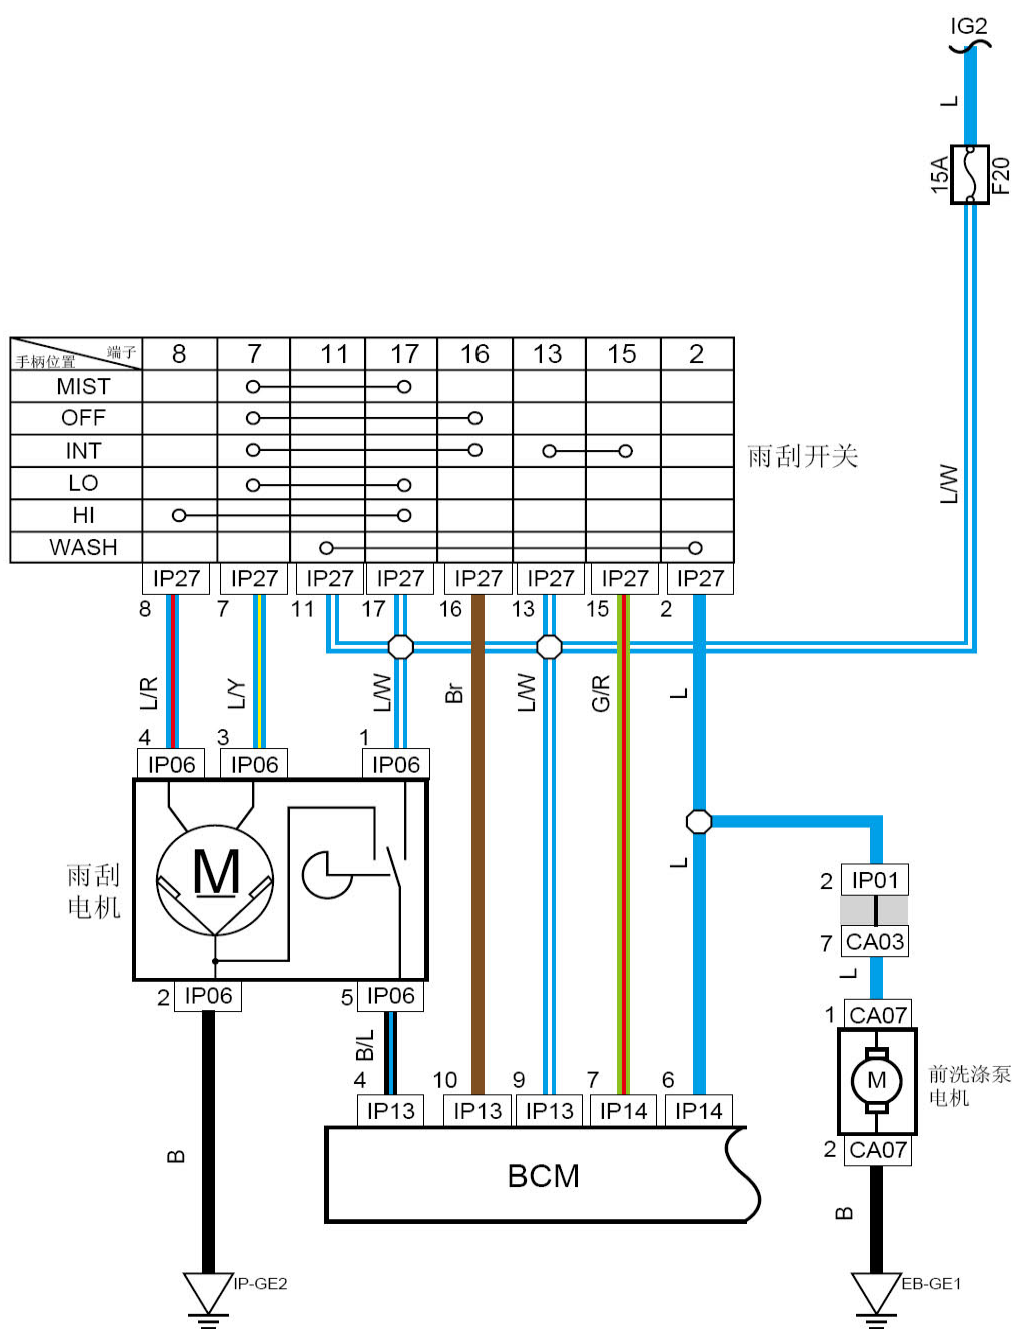 IG2
L
15A
F20
端子
手柄位置
8 7 11 17 16 13 15 2
MIST
OFF
INT
LO
HI
WASH
雨刮开关
L/W
IP27 IP27 IP27 IP27 IP27 IP27 IP27 IP27
8 7 11 17 16 13 15 2
L/R L/Y L/W Br L/W G/R L
4 3 1
IP06 IP06 IP06
M
雨刮
电机
L
2 IP01
7 CA03
L
2 IP06 5 IP06
1 CA07
B/L
4 10 9 7 6
IP13 IP13 IP13 IP14 IP14
M
前洗涤泵
电机
BCM
2 CA07
B
B
IP-GE2
EB-GE1